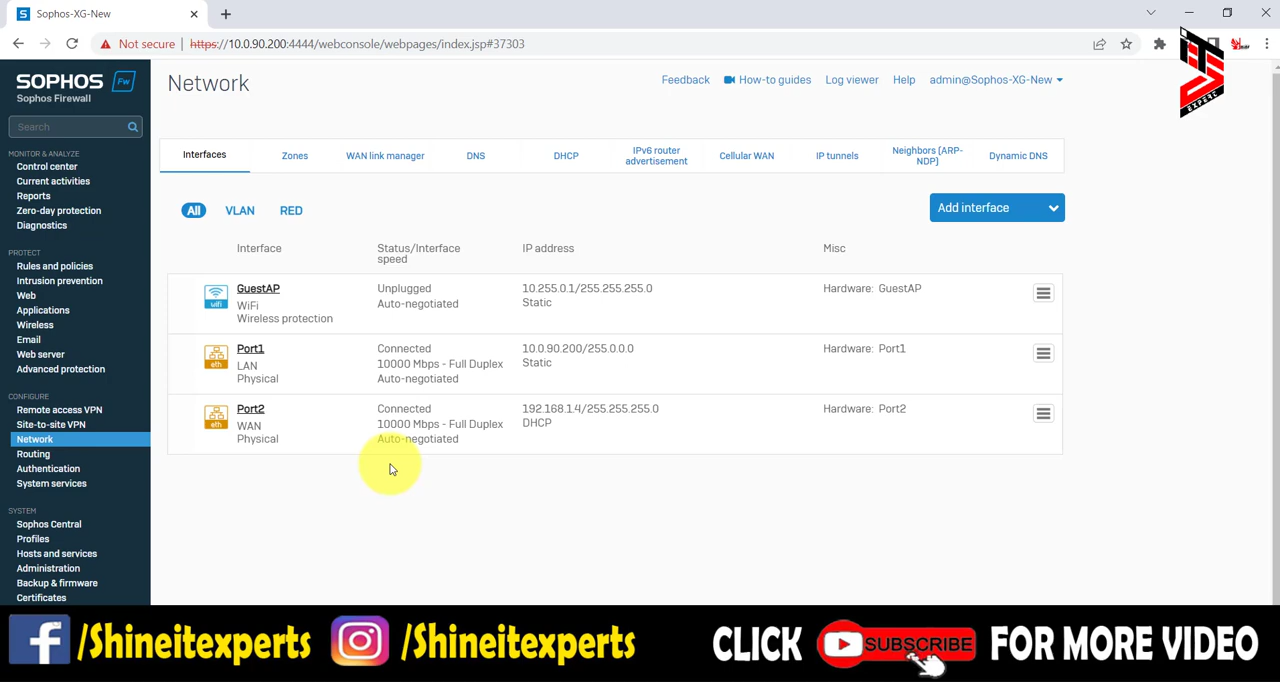 Sophos-XG-New
Not secure | https://10.0.90.200:4444/webconsole/webpages/index.jsp#37303
SOPHOS Fw
Sophos Firewall
Search
MONITOR & ANALYZE
Control center
Current activities
Reports
Zero-day protection
Diagnostics
PROTECT
Rules and policies
Intrusion prevention
Web
Applications
Wireless
Email
Web server
Advanced protection
CONFIGURE
Remote access VPN
Site-to-site VPN
Network
Routing
Authentication
System services
SYSTEM
Sophos Central
Profiles
Hosts and services
Administration
Backup & firmware
Certificates
Network
Feedback How-to guides Log viewer Help admin@Sophos-XG-New
ITS
EXPERT
Interfaces Zones WAN link manager DNS DHCP IPv6 router advertisement Cellular WAN IP tunnels Neighbors (ARP-NDP) Dynamic DNS
All VLAN RED
Add interface
Interface Status/Interface speed IP address Misc
GuestAP Unplugged 10.255.0.1/255.255.255.0 Hardware: GuestAP
wifi WiFi Auto-negotiated Static
Wireless protection
Port1 Connected 10.0.90.200/255.0.0.0 Hardware: Port1
eth LAN 10000 Mbps - Full Duplex Static
Physical Auto-negotiated
Port2 Connected 192.168.1.4/255.255.255.0 Hardware: Port2
eth WAN 10000 Mbps - Full Duplex DHCP
Physical Auto-negotiated
f /Shineitexperts /Shineitexperts CLICK SUBSCRIBE FOR MORE VIDEO